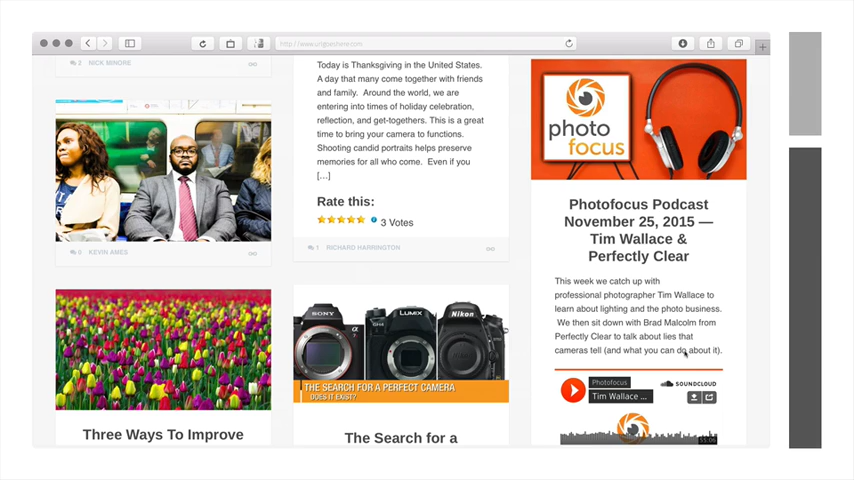 http://www.urlgoeshere.com
2 NICK MINORE
0 KEVIN AMES
Three Ways To Improve
Today is Thanksgiving in the United States.
A day that many come together with friends
and family. Around the world, we are
entering into times of holiday celebration,
reflection, and get-togethers. This is a great
time to bring your camera to functions.
Shooting candid portraits helps preserve
memories for all who come. Even if you
[...]
Rate this:
3 Votes
1 RICHARD HARRINGTON
SONY
LUMIX
Nikon
THE SEARCH FOR A PERFECT CAMERA
DOES IT EXIST?
The Search for a
photo
focus
Photofocus Podcast
November 25, 2015 —
Tim Wallace &
Perfectly Clear
This week we catch up with
professional photographer Tim Wallace to
learn about lighting and the photo business.
We then sit down with Brad Malcolm from
Perfectly Clear to talk about lies that
cameras tell (and what you can do about it).
Photofocus
SOUNDCLOUD
Tim Wallace ...
55:06